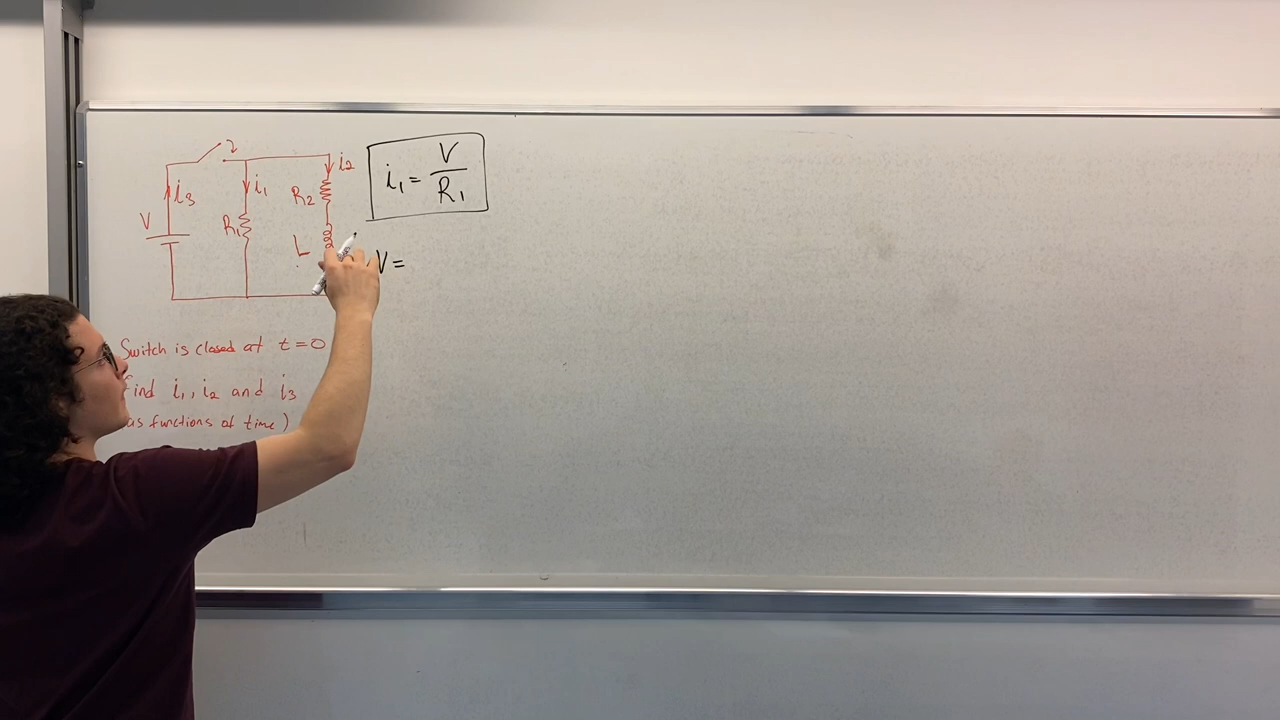 i₃
V
i₁
R₁
i₂
R₂
L
i₁ = V / R₁
V =
Switch is closed at t=0
Find i₁, i₂ and i₃
as functions of time)